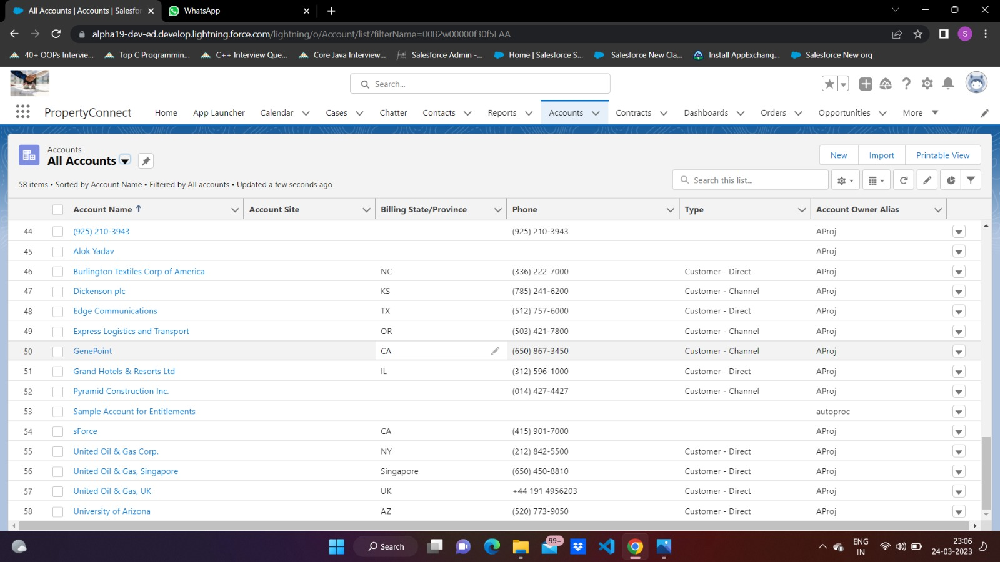 All Accounts | Accounts | Salesfor
WhatsApp
alpha19-dev-ed.develop.lightning.force.com/lightning/o/Account/list?filterName=00B2w00000f30f5EAA
S
40+ OOPs Intervie... Top C Programmin... C++ Interview Que... Core Java Interview... Salesforce Admin -... Home | Salesforce S... Salesforce New Cla... Install AppExchang... Salesforce New org
Search...
PropertyConnect Home App Launcher Calendar Cases Chatter Contacts Reports Accounts Contracts Dashboards Orders Opportunities More
Accounts
All Accounts
New Import Printable View
58 items • Sorted by Account Name • Filtered by All accounts • Updated a few seconds ago
Search this list...
Account Name ↑ Account Site Billing State/Province Phone Type Account Owner Alias
44 (925) 210-3943 (925) 210-3943 AProj
45 Alok Yadav AProj
46 Burlington Textiles Corp of America NC (336) 222-7000 Customer - Direct AProj
47 Dickenson plc KS (785) 241-6200 Customer - Channel AProj
48 Edge Communications TX (512) 757-6000 Customer - Direct AProj
49 Express Logistics and Transport OR (503) 421-7800 Customer - Channel AProj
50 GenePoint CA (650) 867-3450 Customer - Channel AProj
51 Grand Hotels & Resorts Ltd IL (312) 596-1000 Customer - Direct AProj
52 Pyramid Construction Inc. (014) 427-4427 Customer - Channel AProj
53 Sample Account for Entitlements autoproc
54 sForce CA (415) 901-7000 AProj
55 United Oil & Gas Corp. NY (212) 842-5500 Customer - Direct AProj
56 United Oil & Gas, Singapore Singapore (650) 450-8810 Customer - Direct AProj
57 United Oil & Gas, UK UK +44 191 4956203 Customer - Direct AProj
58 University of Arizona AZ (520) 773-9050 Customer - Direct AProj
Search
99+
ENG
IN
23:06
24-03-2023